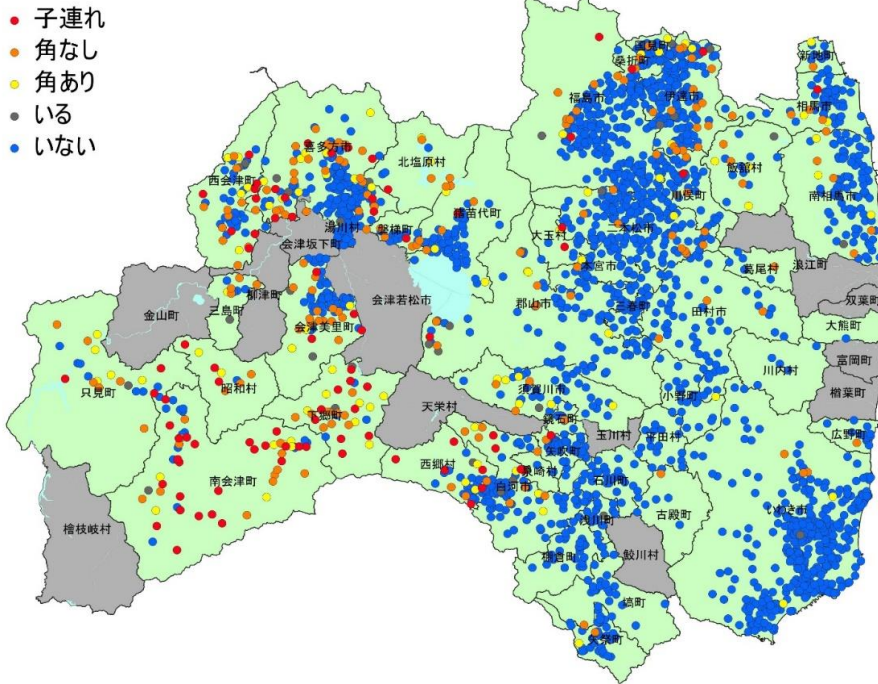 子連れ
角なし
角あり
いる
いない
国見町
桑折町
新地町
福島市
伊達市
相馬市
喜多方市
北塩原村
西会津町
飯舘村
川俣町
南相馬市
猪苗代町
湯川村
磐梯町
大玉村
二本松市
会津坂下町
本宮市
葛尾村
浪江町
会津若松市
双葉町
金山町
柳津町
三島町
郡山市
三春町
田村市
会津美里町
大熊町
川内村
富岡町
只見町
昭和村
須賀川市
小野町
楢葉町
下郷町
天栄村
鏡石町
玉川村
平田村
広野町
西郷村
矢吹町
泉崎村
南会津町
白河市
石川町
浅川町
古殿町
いわき市
檜枝岐村
棚倉町
鮫川村
塙町
矢祭町